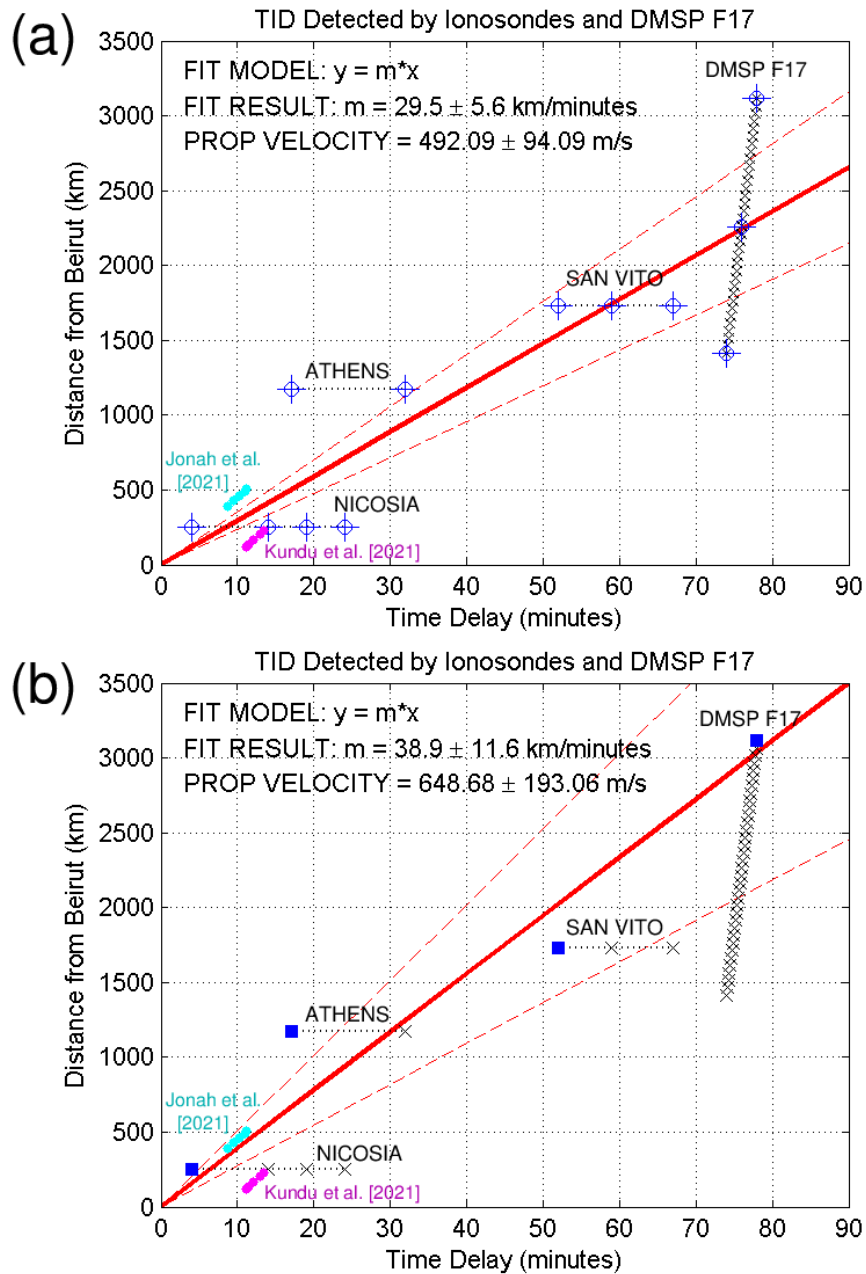 (a)
TID Detected by Ionosondes and DMSP F17
FIT MODEL: y = m*x
FIT RESULT: m = 29.5 ± 5.6 km/minutes
PROP VELOCITY = 492.09 ± 94.09 m/s
DMSP F17
SAN VITO
ATHENS
Jonah et al.
[2021]
NICOSIA
Kundu et al. [2021]
Distance from Beirut (km)
3500
3000
2500
2000
1500
1000
500
0
0 10 20 30 40 50 60 70 80 90
Time Delay (minutes)
(b)
TID Detected by Ionosondes and DMSP F17
FIT MODEL: y = m*x
FIT RESULT: m = 38.9 ± 11.6 km/minutes
PROP VELOCITY = 648.68 ± 193.06 m/s
DMSP F17
SAN VITO
ATHENS
Jonah et al.
[2021]
NICOSIA
Kundu et al. [2021]
Distance from Beirut (km)
3500
3000
2500
2000
1500
1000
500
0
0 10 20 30 40 50 60 70 80 90
Time Delay (minutes)